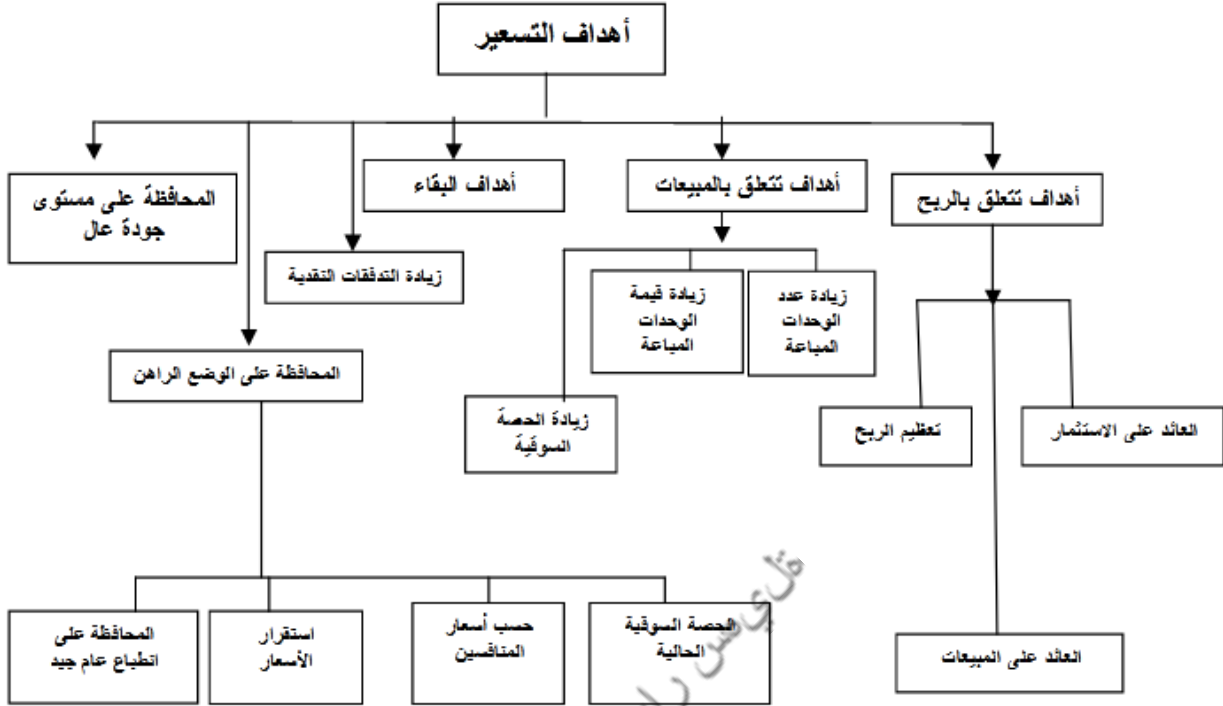 أهداف التسعير
أهداف تتعلق بالربح
أهداف تتعلق بالمبيعات
أهداف البقاء
المحافظة على مستوى
جودة عال
زيادة التدفقات النقدية
زيادة عدد
الوحدات
المباعة
زيادة قيمة
الوحدات
المباعة
المحافظة على الوضع الراهن
زيادة الحصة
السوقية
العائد على الاستثمار
تعظيم الربح
العائد على المبيعات
الحصة السوقية
الحالية
حسب أسعار
المنافسين
استقرار
الأسعار
المحافظة على
انطباع عام جيد